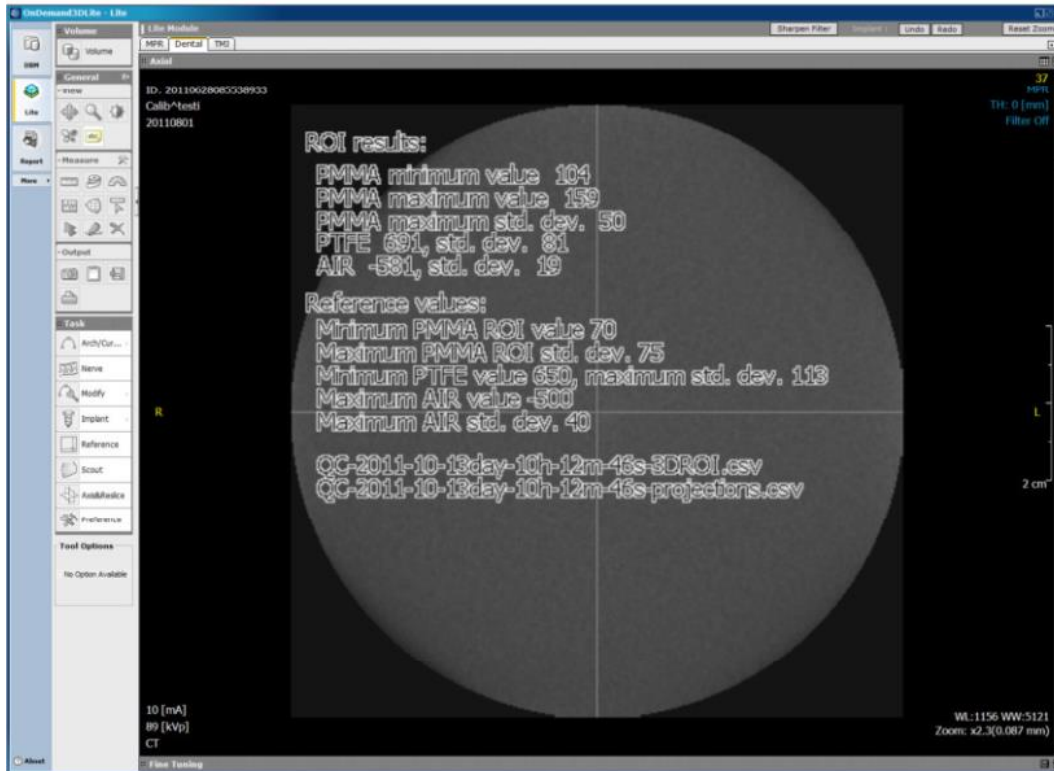 OnDemand3DLite - Lite
DBM
Lite
Report
More
About
Volume
Volume
General
View
Measure
Output
Task
Arch/Cur...
Nerve
Modify
Implant
Reference
Scout
Axial&Reslice
Preference
Tool Options
No Option Available
Lite Module
Sharpen Filter
Implant :
Undo
Redo
Reset Zoom
MPR
Dental
TMJ
Axial
ID. 20110628085538933
Calib^testi
20110801
37
MPR
TH: 0 [mm]
Filter Off
ROI results:
PMMA minimum value 104
PMMA maximum value 159
PMMA maximum std. dev. 50
PTFE 691, std. dev. 81
AIR -581, std. dev. 19
Reference values:
Minimum PMMA ROI value 70
Maximum PMMA ROI std. dev. 75
Minimum PTFE value 650, maximum std. dev. 113
Maximum AIR value -500
Maximum AIR std. dev. 40
QC-2011-10-13day-10h-12m-46s-3DROI.csv
QC-2011-10-13day-10h-12m-46s-projections.csv
R
L
2 cm
10 [mA]
89 [kVp]
CT
WL:1156 WW:5121
Zoom: x2.3(0.087 mm)
Fine Tuning